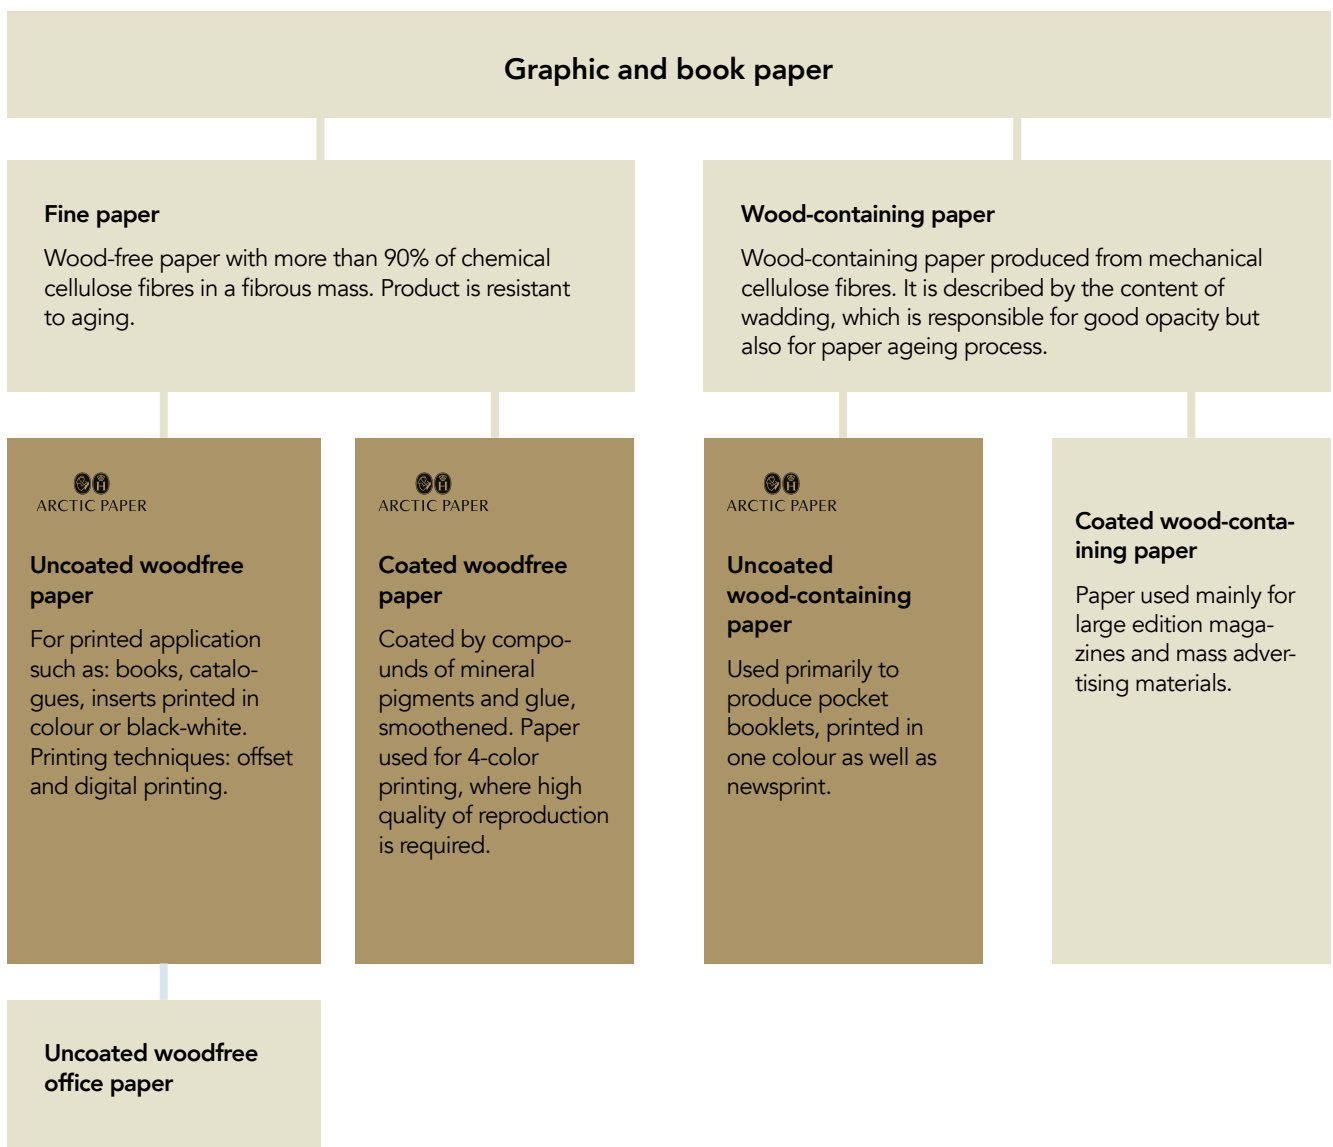 Graphic and book paper
Fine paper
Wood-free paper with more than 90% of chemical
cellulose fibres in a fibrous mass. Product is resistant
to aging.
Wood-containing paper
Wood-containing paper produced from mechanical
cellulose fibres. It is described by the content of
wadding, which is responsible for good opacity but
also for paper ageing process.
ARCTIC PAPER
Uncoated woodfree
paper
For printed application
such as: books, catalo-
gues, inserts printed in
colour or black-white.
Printing techniques: offset
and digital printing.
ARCTIC PAPER
Coated woodfree
paper
Coated by compo-
unds of mineral
pigments and glue,
smoothened. Paper
used for 4-color
printing, where high
quality of reproduction
is required.
ARCTIC PAPER
Uncoated
wood-containing
paper
Used primarily to
produce pocket
booklets, printed in
one colour as well as
newsprint.
Coated wood-conta-
ining paper
Paper used mainly for
large edition maga-
zines and mass adver-
tising materials.
Uncoated woodfree
office paper